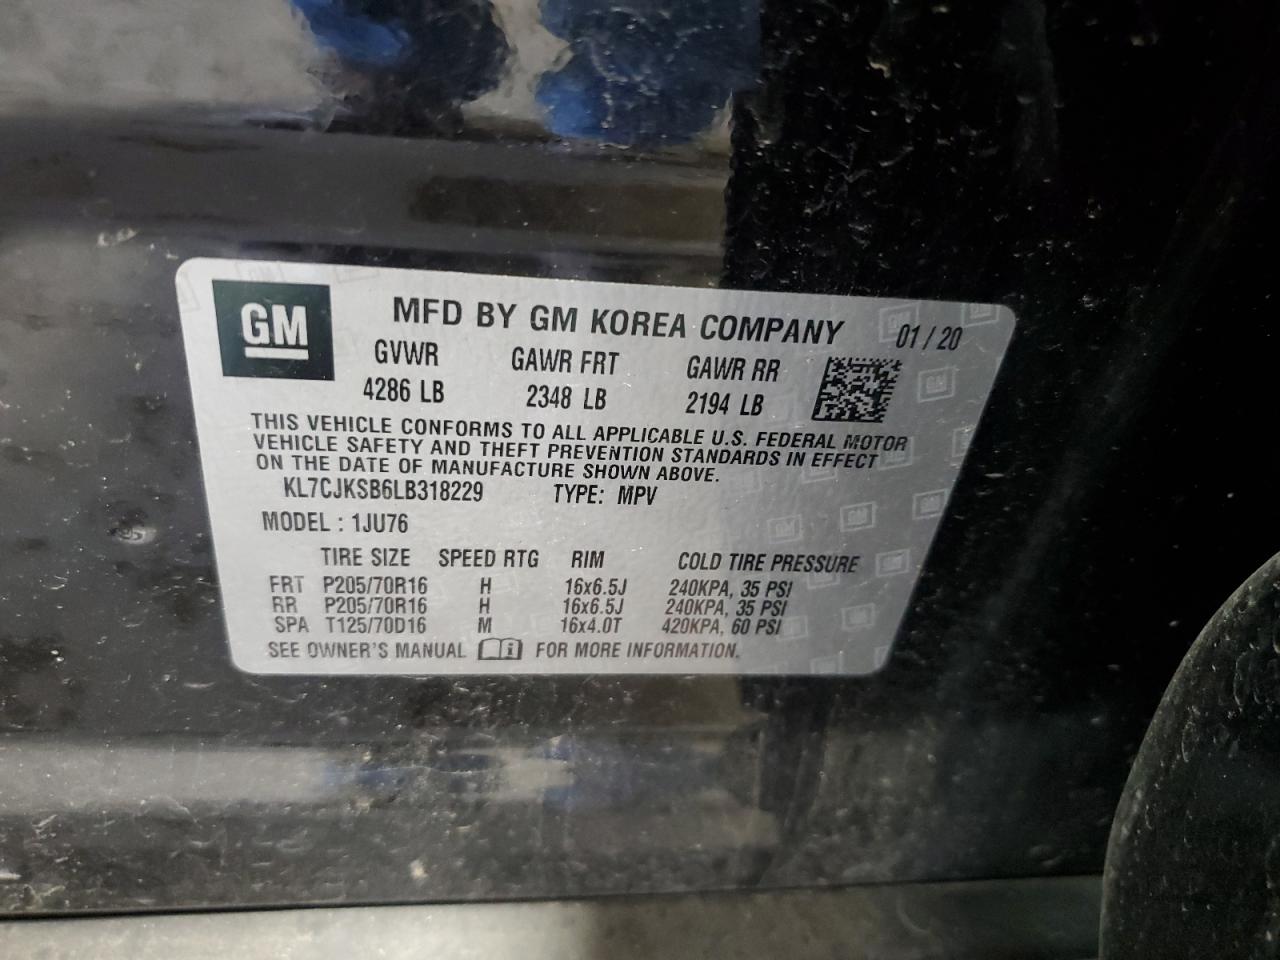 GM
MFD BY GM KOREA COMPANY 01/20
GVWR GAWR FRT GAWR RR
4286 LB 2348 LB 2194 LB
THIS VEHICLE CONFORMS TO ALL APPLICABLE U.S. FEDERAL MOTOR
VEHICLE SAFETY AND THEFT PREVENTION STANDARDS IN EFFECT
ON THE DATE OF MANUFACTURE SHOWN ABOVE.
KL7CJKSB6LB318229 TYPE: MPV
MODEL : 1JU76
TIRE SIZE SPEED RTG RIM COLD TIRE PRESSURE
FRT P205/70R16 H 16x6.5J 240KPA, 35 PSI
RR P205/70R16 H 16x6.5J 240KPA, 35 PSI
SPA T125/70D16 M 16x4.0T 420KPA, 60 PSI
SEE OWNER'S MANUAL FOR MORE INFORMATION.